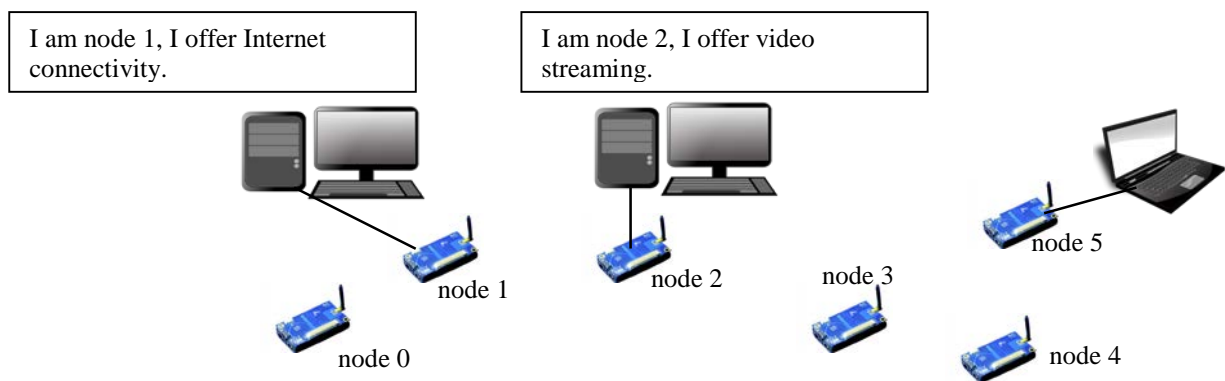 I am node 1, I offer Internet
connectivity.
I am node 2, I offer video
streaming.
node 5
node 1
node 2
node 3
node 0
node 4